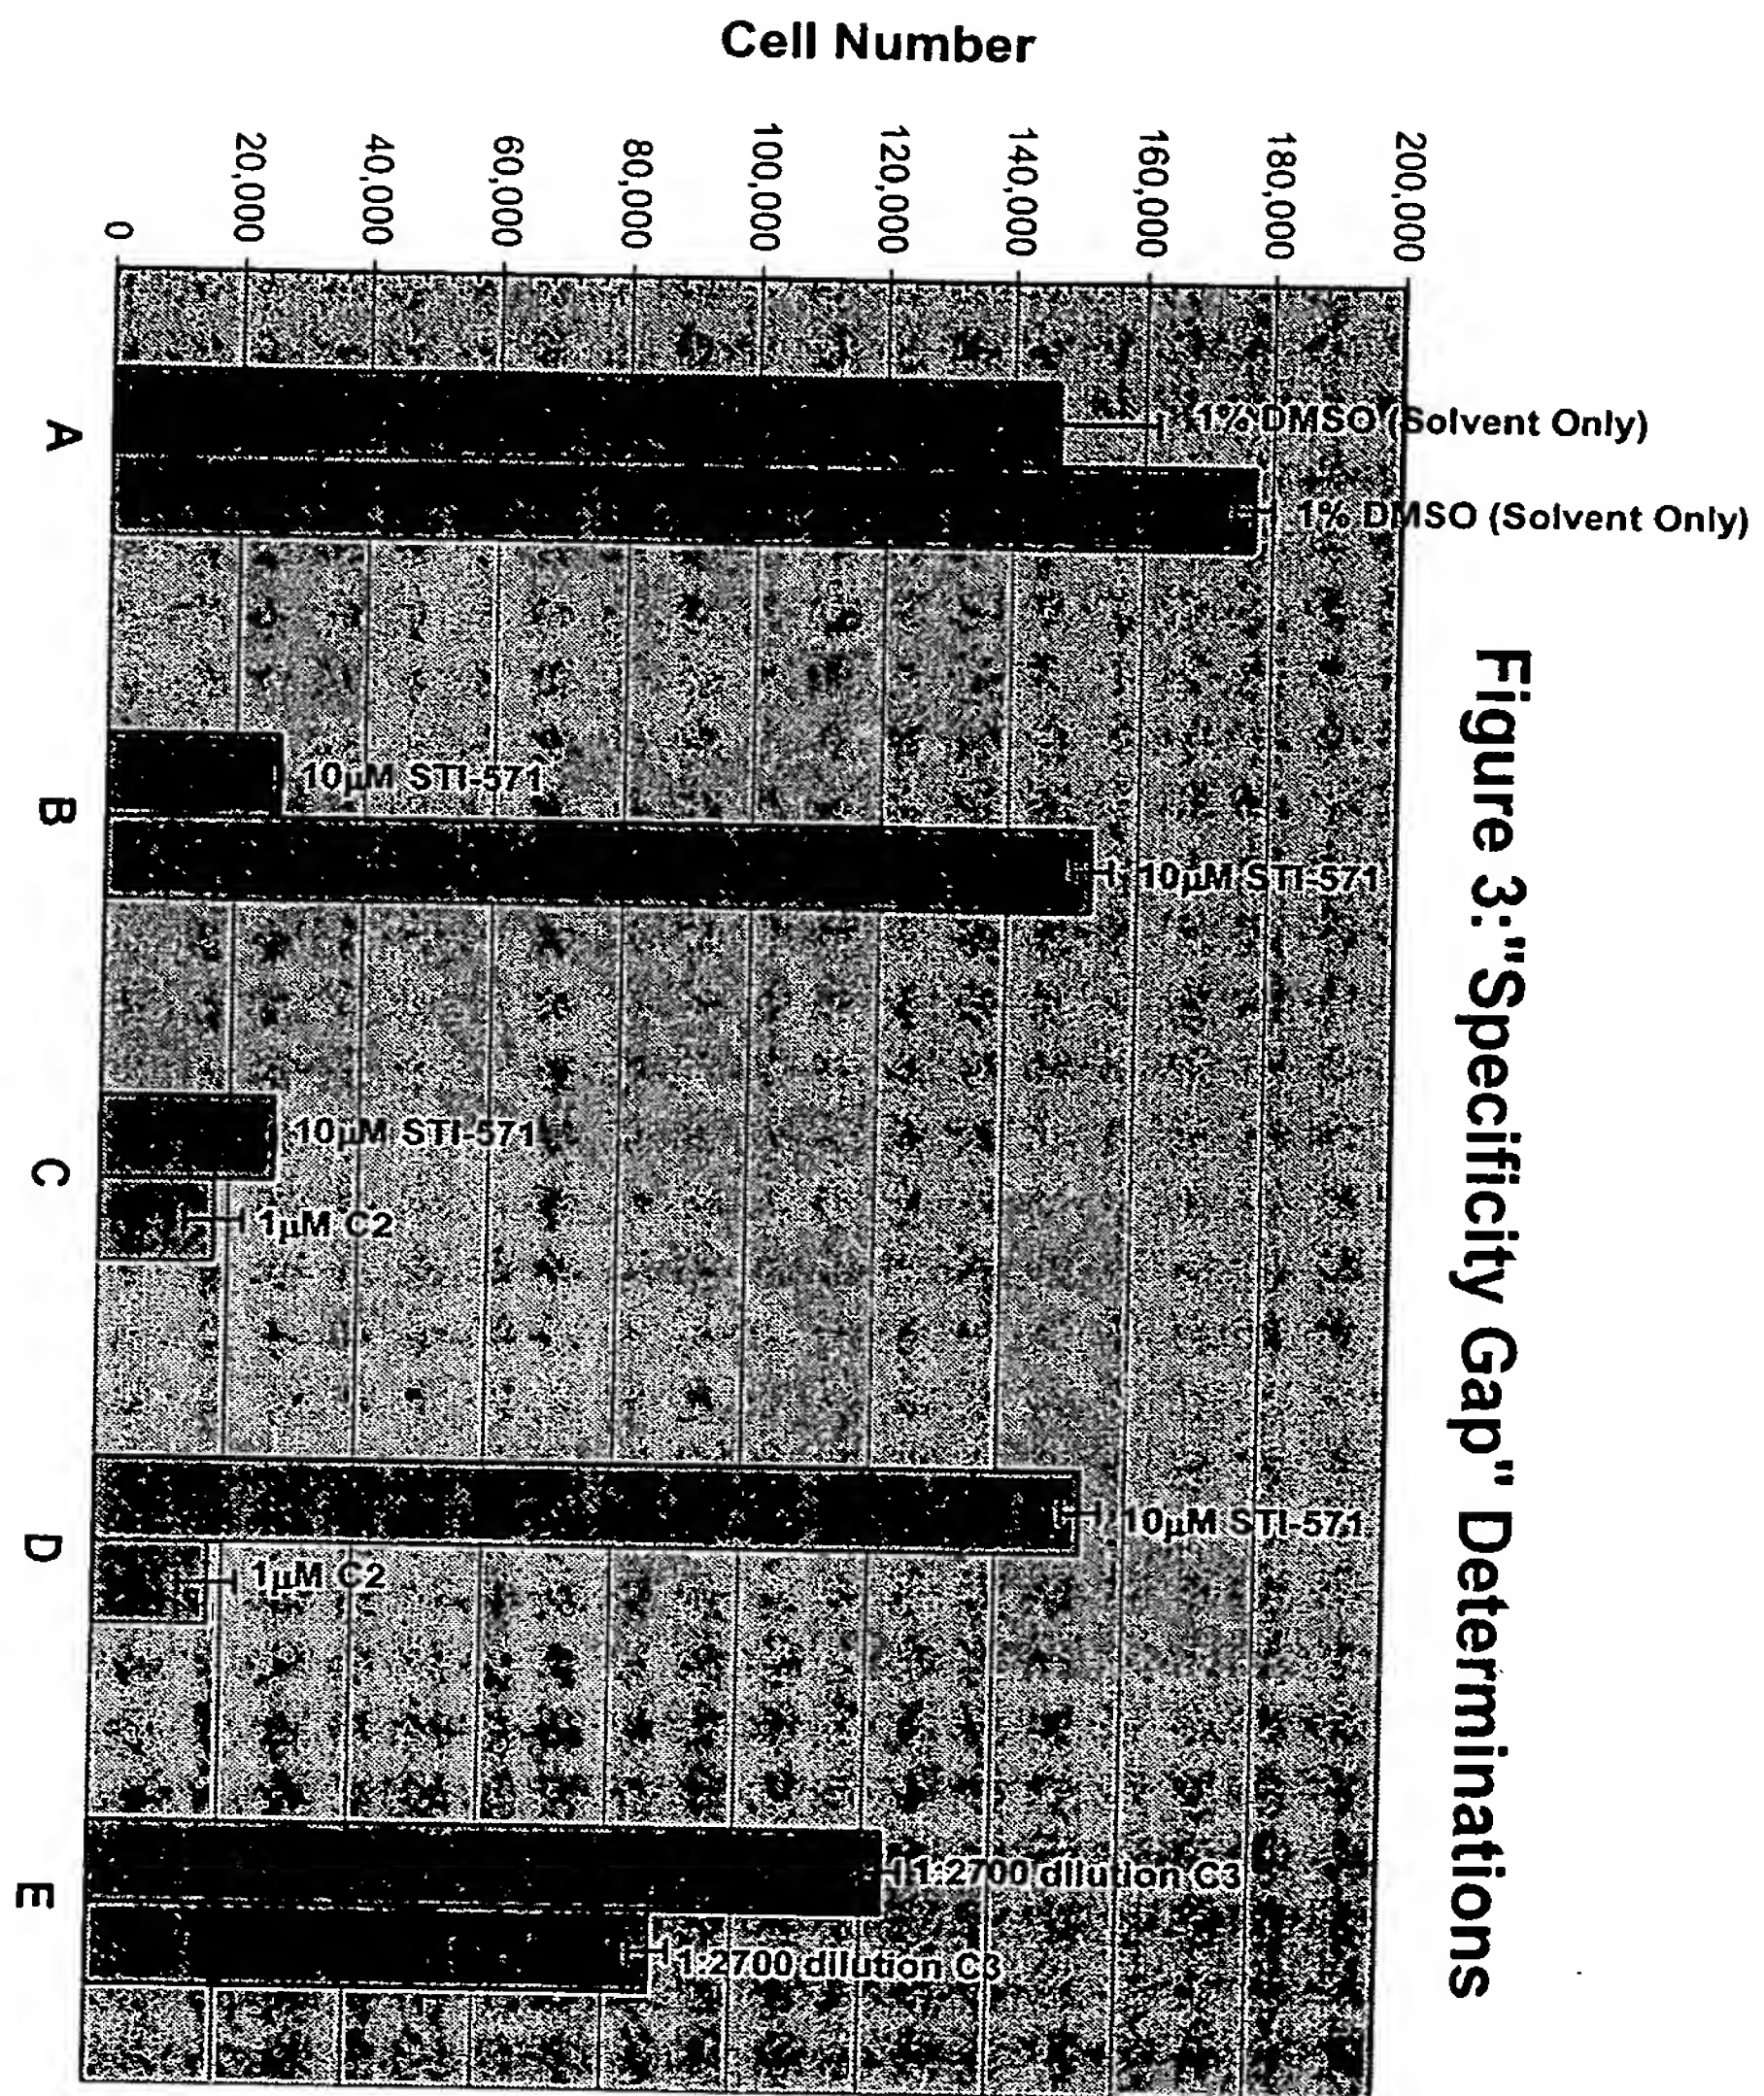 Figure 3:"Specificity Gap" Determinations
Cell Number
200,000
180,000
160,000
140,000
120,000
100,000
80,000
60,000
40,000
20,000
0
1% DMSO (Solvent Only)
1% DMSO (Solvent Only)
10µM STI-571
10µM STI-571
10µM STI-571
1µM C2
10µM STI-571
1µM C2
1:2700 dilution C3
1:2700 dilution C3
A
B
C
D
E